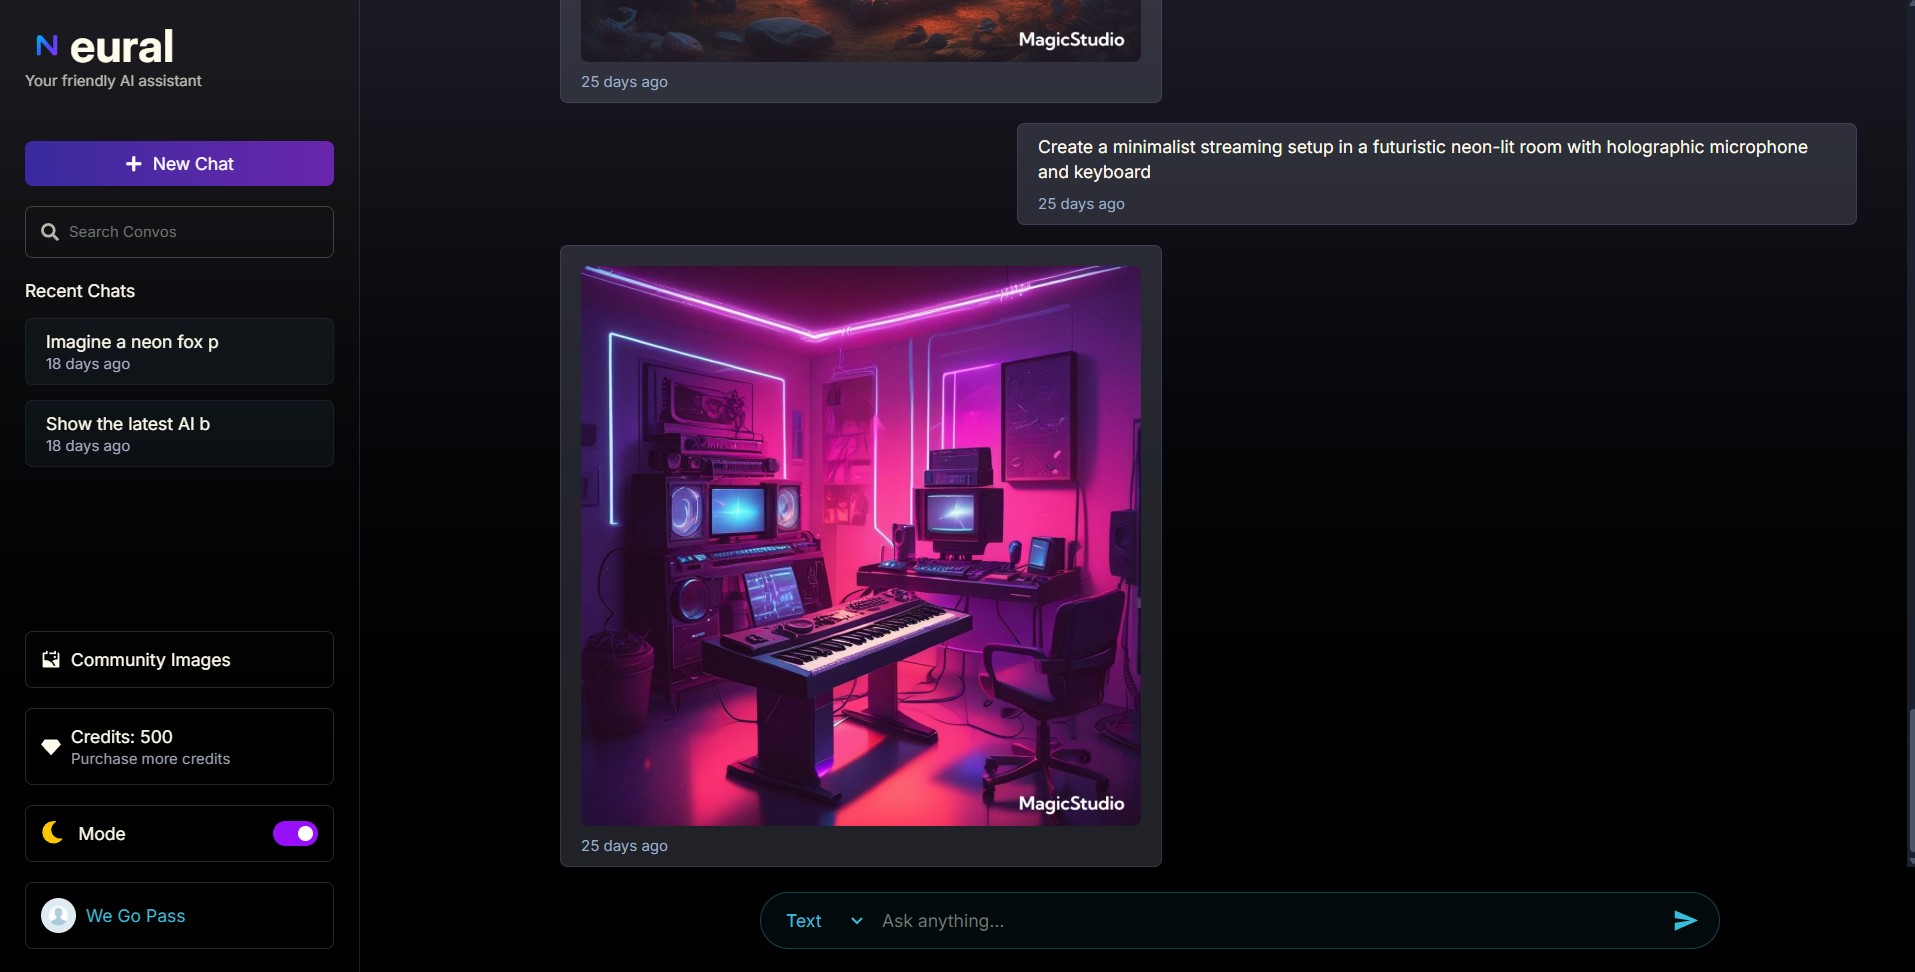 N eural
Your friendly AI assistant
New Chat
Search Convos
Recent Chats
Imagine a neon fox p
18 days ago
Show the latest AI b
18 days ago
Community Images
Credits: 500
Purchase more credits
Mode
We Go Pass
MagicStudio
25 days ago
Create a minimalist streaming setup in a futuristic neon-lit room with holographic microphone
and keyboard
25 days ago
MagicStudio
25 days ago
Text
Ask anything...